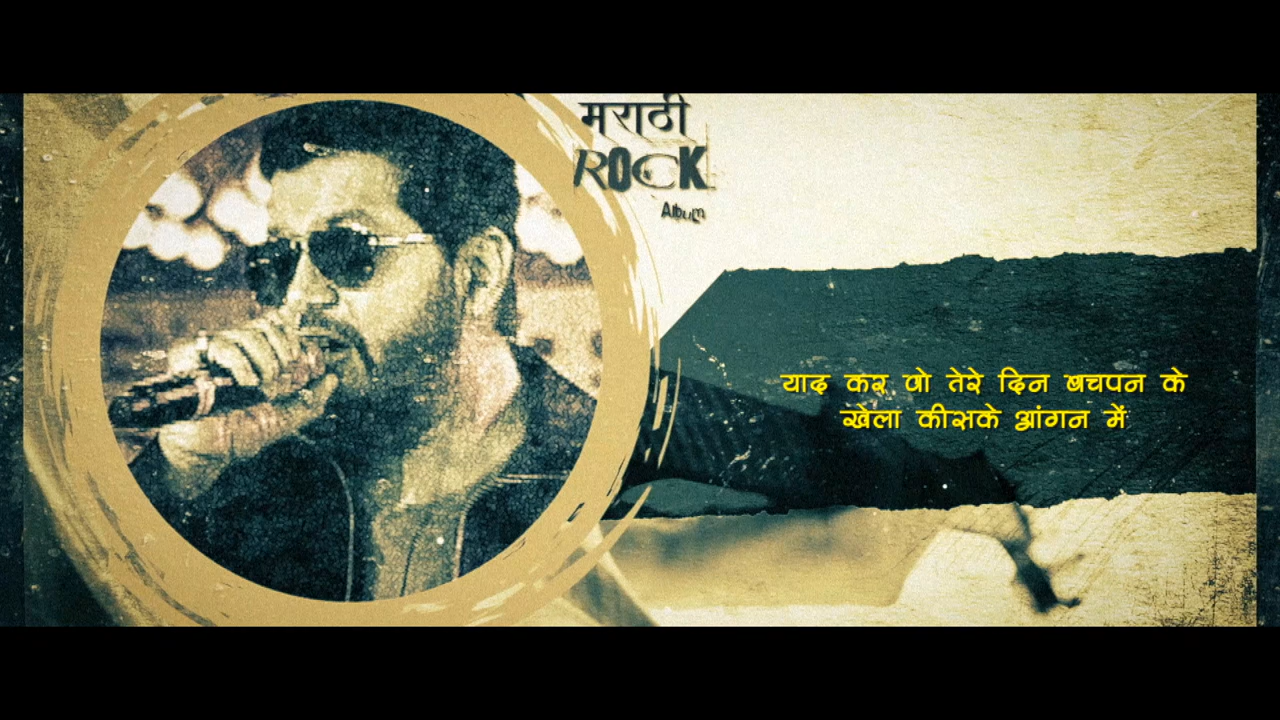 मराठी
ROCK
Album
याद कर वो तेरे दिन बचपन के
खेला कीसके आंगन में